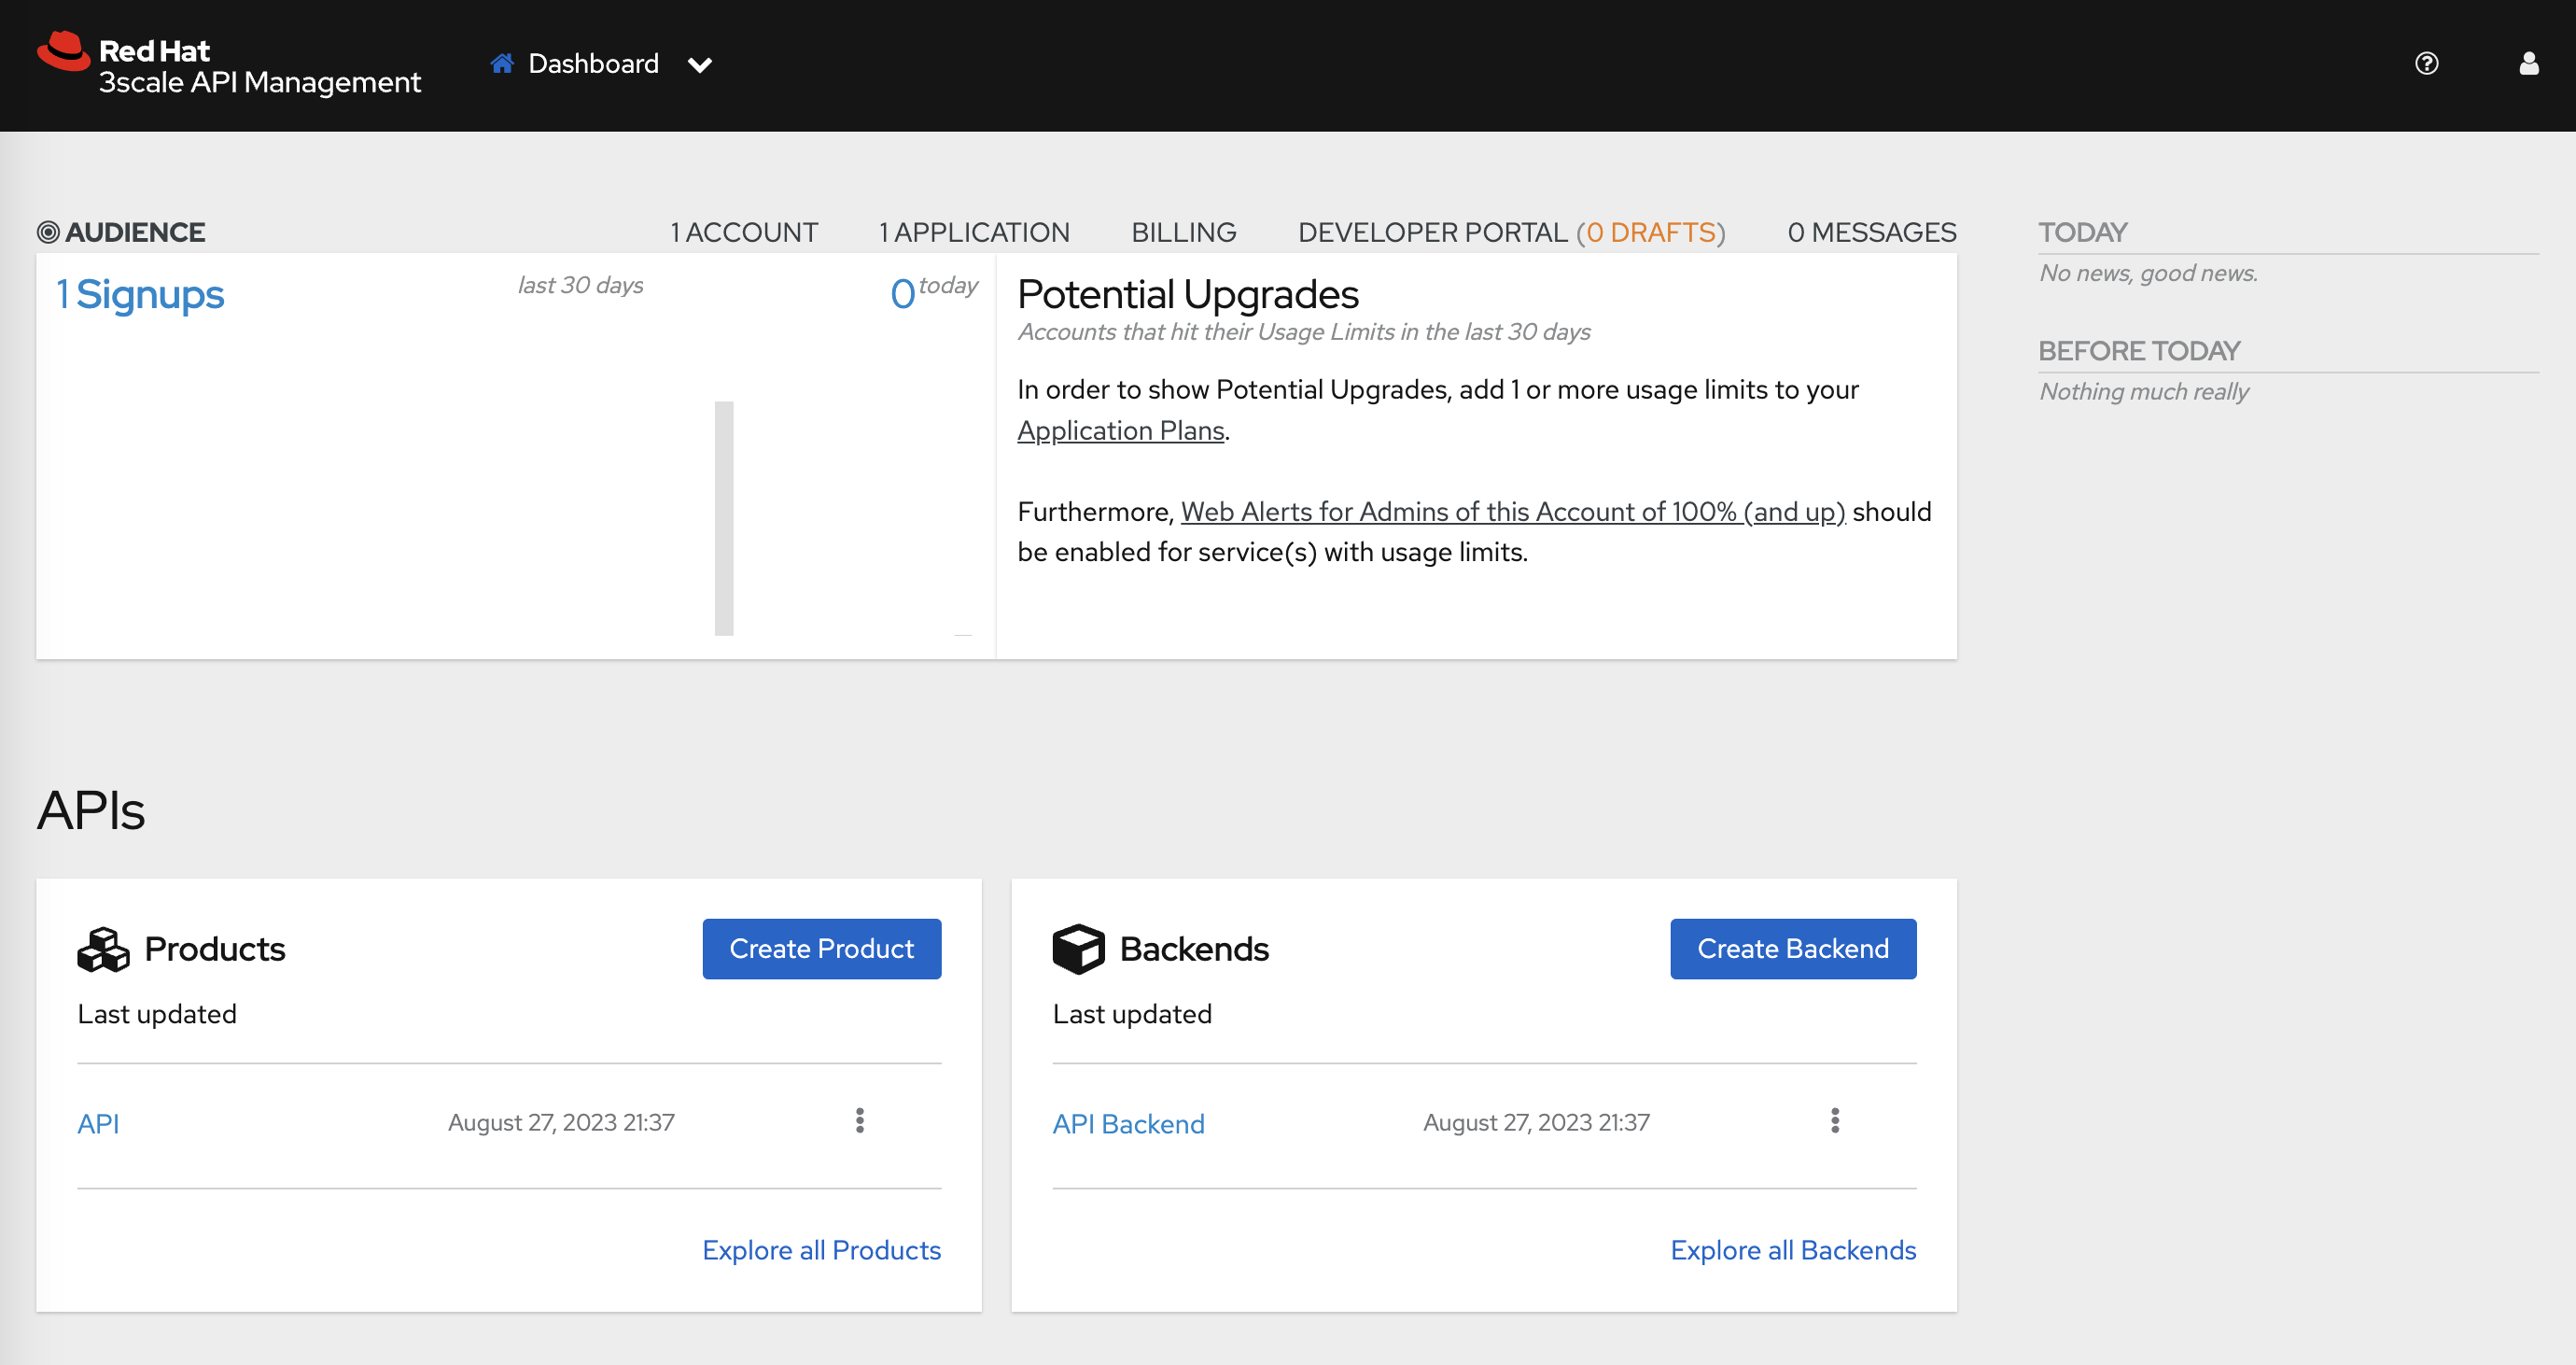 Red Hat
3scale API Management
Dashboard
AUDIENCE
1 ACCOUNT
1 APPLICATION
BILLING
DEVELOPER PORTAL (0 DRAFTS)
0 MESSAGES
1 Signups
last 30 days
0 today
Potential Upgrades
Accounts that hit their Usage Limits in the last 30 days
In order to show Potential Upgrades, add 1 or more usage limits to your
Application Plans.
Furthermore, Web Alerts for Admins of this Account of 100% (and up) should
be enabled for service(s) with usage limits.
TODAY
No news, good news.
BEFORE TODAY
Nothing much really
APIs
Products
Create Product
Last updated
API
August 27, 2023 21:37
Explore all Products
Backends
Create Backend
Last updated
API Backend
August 27, 2023 21:37
Explore all Backends